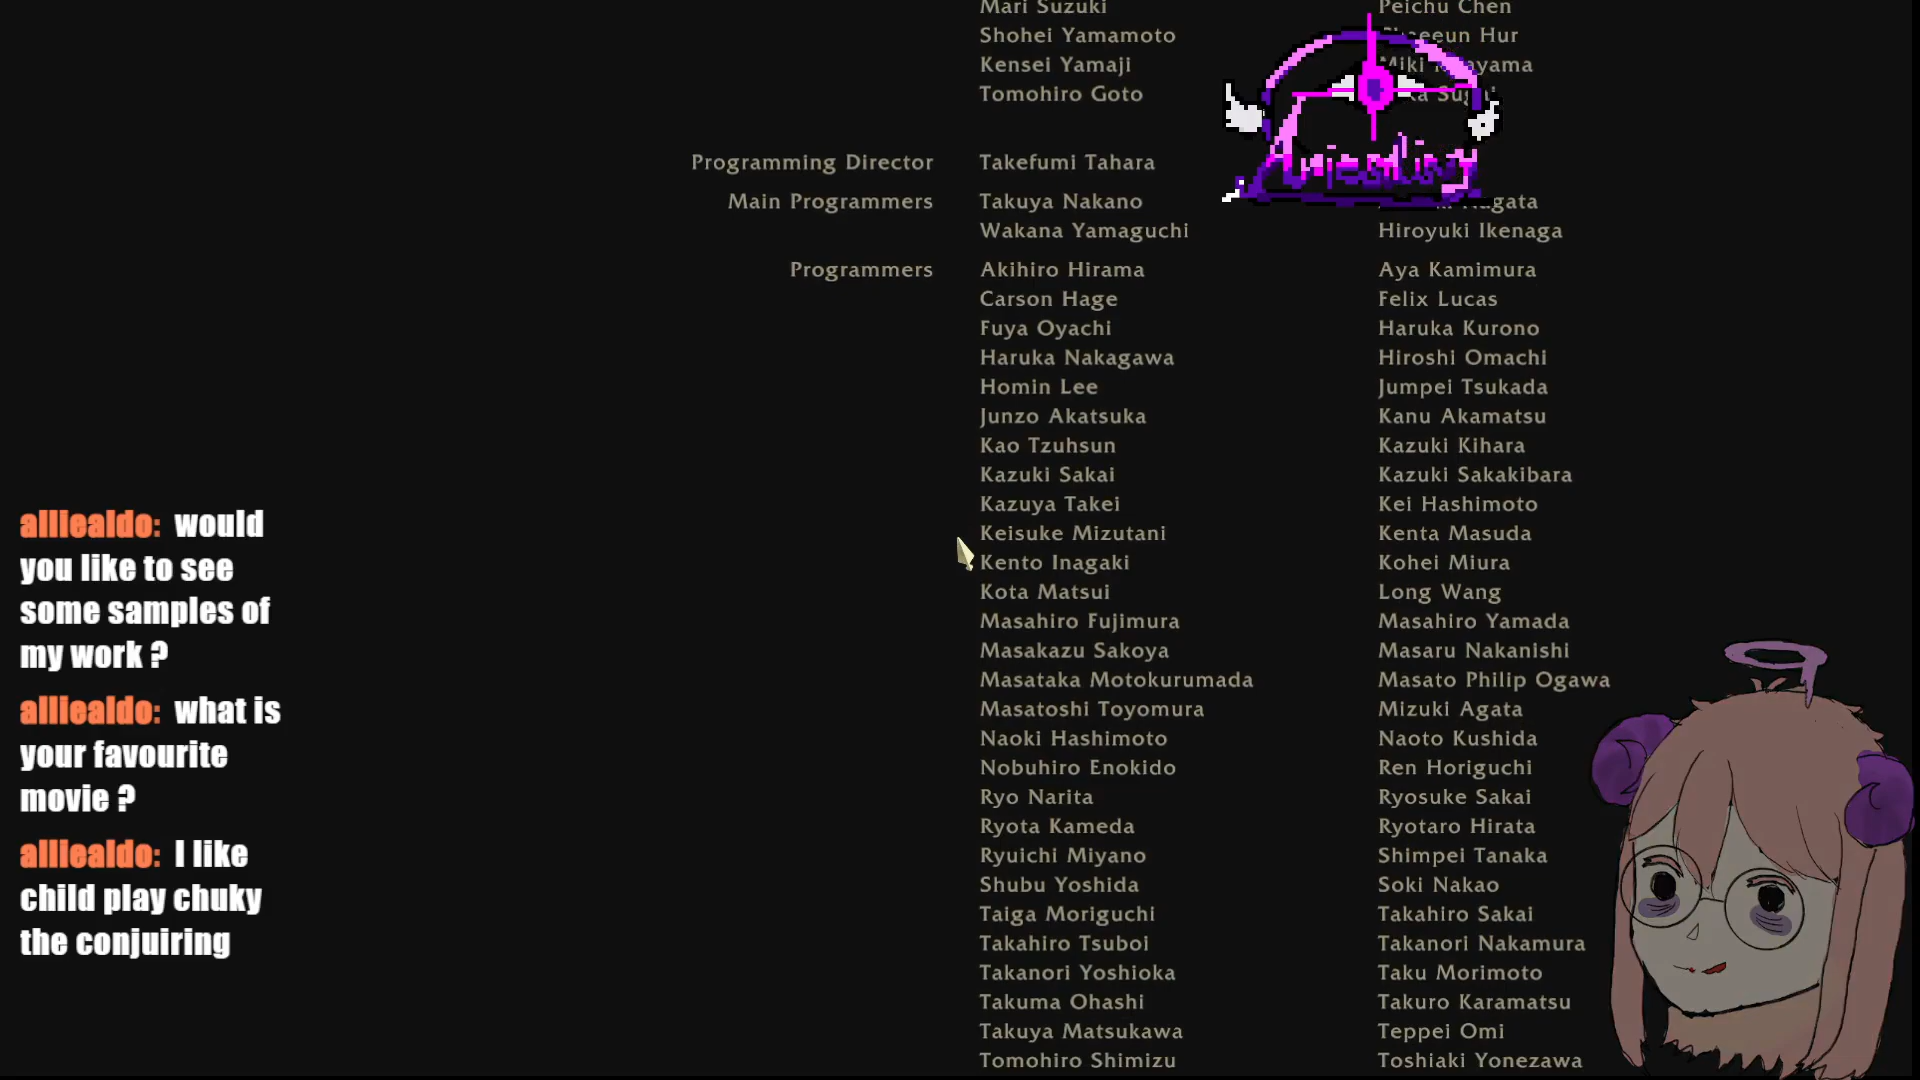 Mari Suzuki Peichu Chen
Shohei Yamamoto Hur
Kensei Yamaji Miki
Tomohiro Goto
Programming Director Takefumi Tahara
Main Programmers Takuya Nakano
Wakana Yamaguchi Hiroyuki Ikenaga
Programmers Akihiro Hirama Aya Kamimura
Carson Hage Felix Lucas
Fuya Oyachi Haruka Kurono
Haruka Nakagawa Hiroshi Omachi
Homin Lee Jumpei Tsukada
Junzo Akatsuka Kanu Akamatsu
Kao Tzuhsun Kazuki Kihara
Kazuki Sakai Kazuki Sakakibara
Kazuya Takei Kei Hashimoto
Keisuke Mizutani Kenta Masuda
Kento Inagaki Kohei Miura
Kota Matsui Long Wang
Masahiro Fujimura Masahiro Yamada
Masakazu Sakoya Masaru Nakanishi
Masataka Motokurumada Masato Philip Ogawa
Masatoshi Toyomura Mizuki Agata
Naoki Hashimoto Naoto Kushida
Nobuhiro Enokido Ren Horiguchi
Ryo Narita Ryosuke Sakai
Ryota Kameda Ryotaro Hirata
Ryuichi Miyano Shimpei Tanaka
Shubu Yoshida Soki Nakao
Taiga Moriguchi Takahiro Sakai
Takahiro Tsuboi Takanori Nakamura
Takanori Yoshioka Taku Morimoto
Takuma Ohashi Takuro Karamatsu
Takuya Matsukawa Teppei Omi
Tomohiro Shimizu Toshiaki Yonezawa
alliealdo: would
you like to see
some samples of
my work ?
alliealdo: what is
your favourite
movie ?
alliealdo: I like
child play chuky
the conjuiring